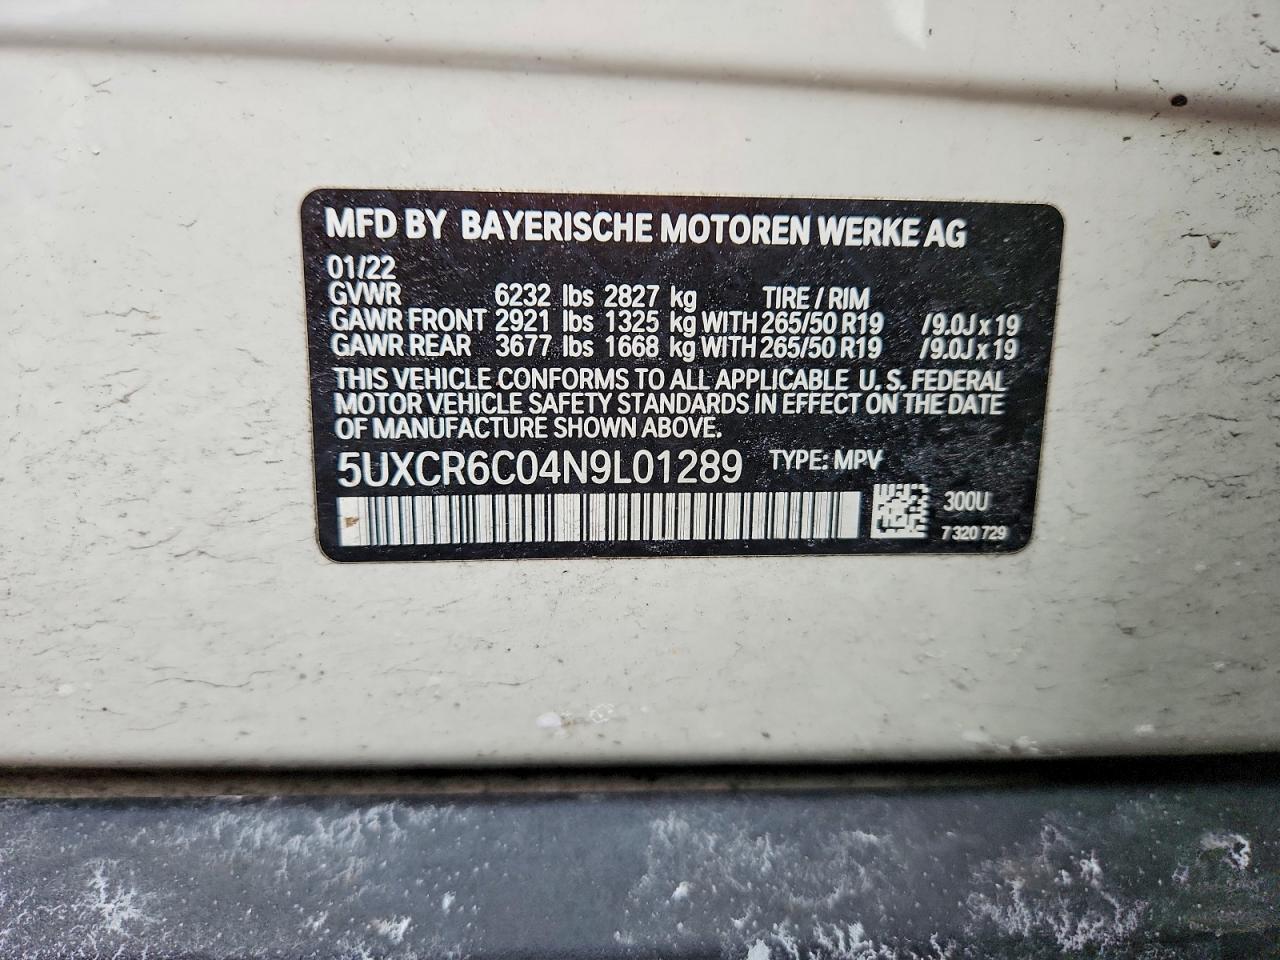 MFD BY BAYERISCHE MOTOREN WERKE AG
01/22
GVWR 6232 lbs 2827 kg TIRE / RIM
GAWR FRONT 2921 lbs 1325 kg WITH 265/50 R19 /9.0J x 19
GAWR REAR 3677 lbs 1668 kg WITH 265/50 R19 /9.0J x 19
THIS VEHICLE CONFORMS TO ALL APPLICABLE U.S. FEDERAL
MOTOR VEHICLE SAFETY STANDARDS IN EFFECT ON THE DATE
OF MANUFACTURE SHOWN ABOVE.
5UXCR6C04N9L01289 TYPE: MPV
300U
7 320 729